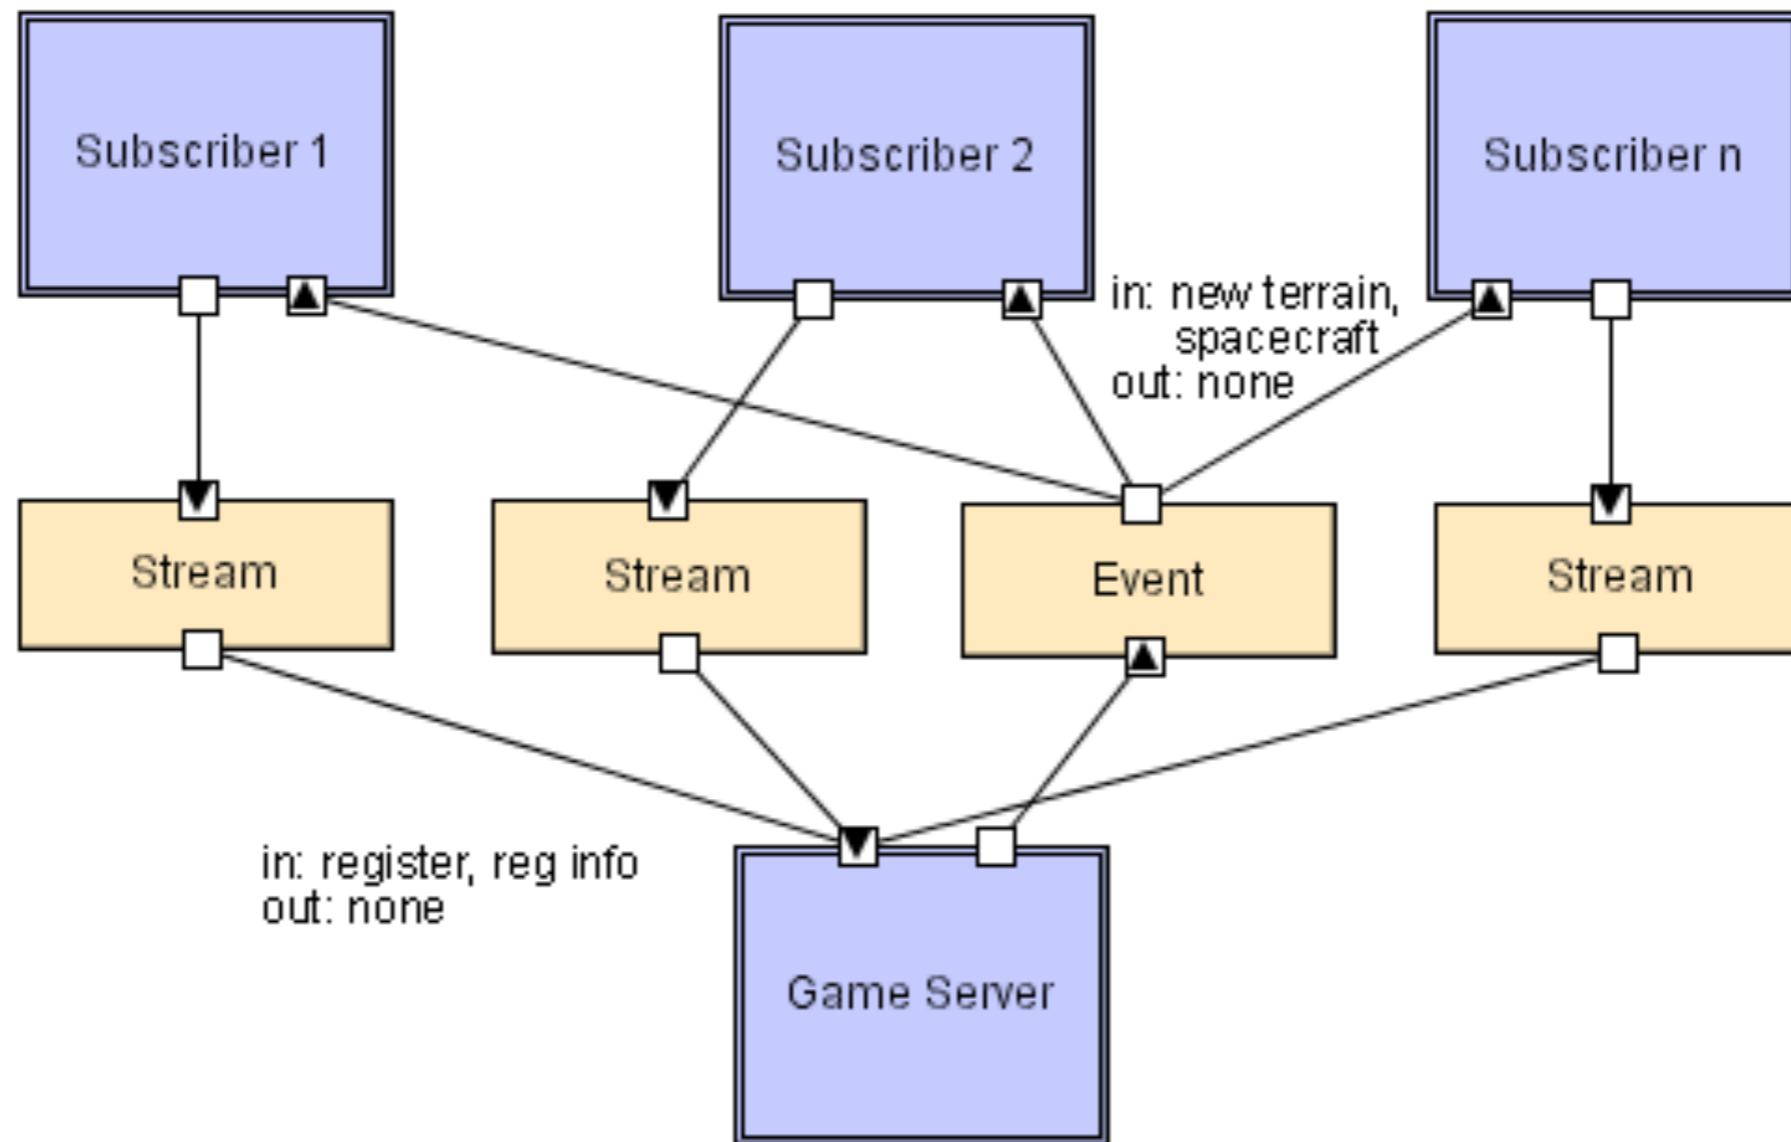 Subscriber 1
Subscriber 2
Subscriber n
in: new terrain,
spacecraft
out: none
Stream
Stream
Event
Stream
in: register, reg info
out: none
Game Server